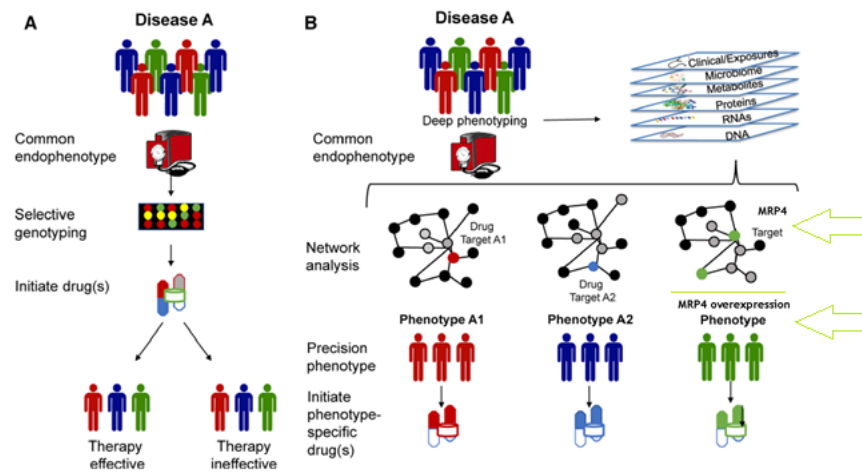 A
Disease A
Common
endophenotype
Selective
genotyping
Initiate drug(s)
Therapy
effective
Therapy
ineffective
B
Disease A
Deep phenotyping
Common
endophenotype
Clinical/Exposures
Microbiome
Metabolites
Proteins
RNAs
DNA
Network
analysis
Drug
Target A1
Drug
Target A2
MRP4
Target
MRP4 overexpression
Phenotype A1
Phenotype A2
Phenotype
Precision
phenotype
Initiate
phenotype-
specific
drug(s)